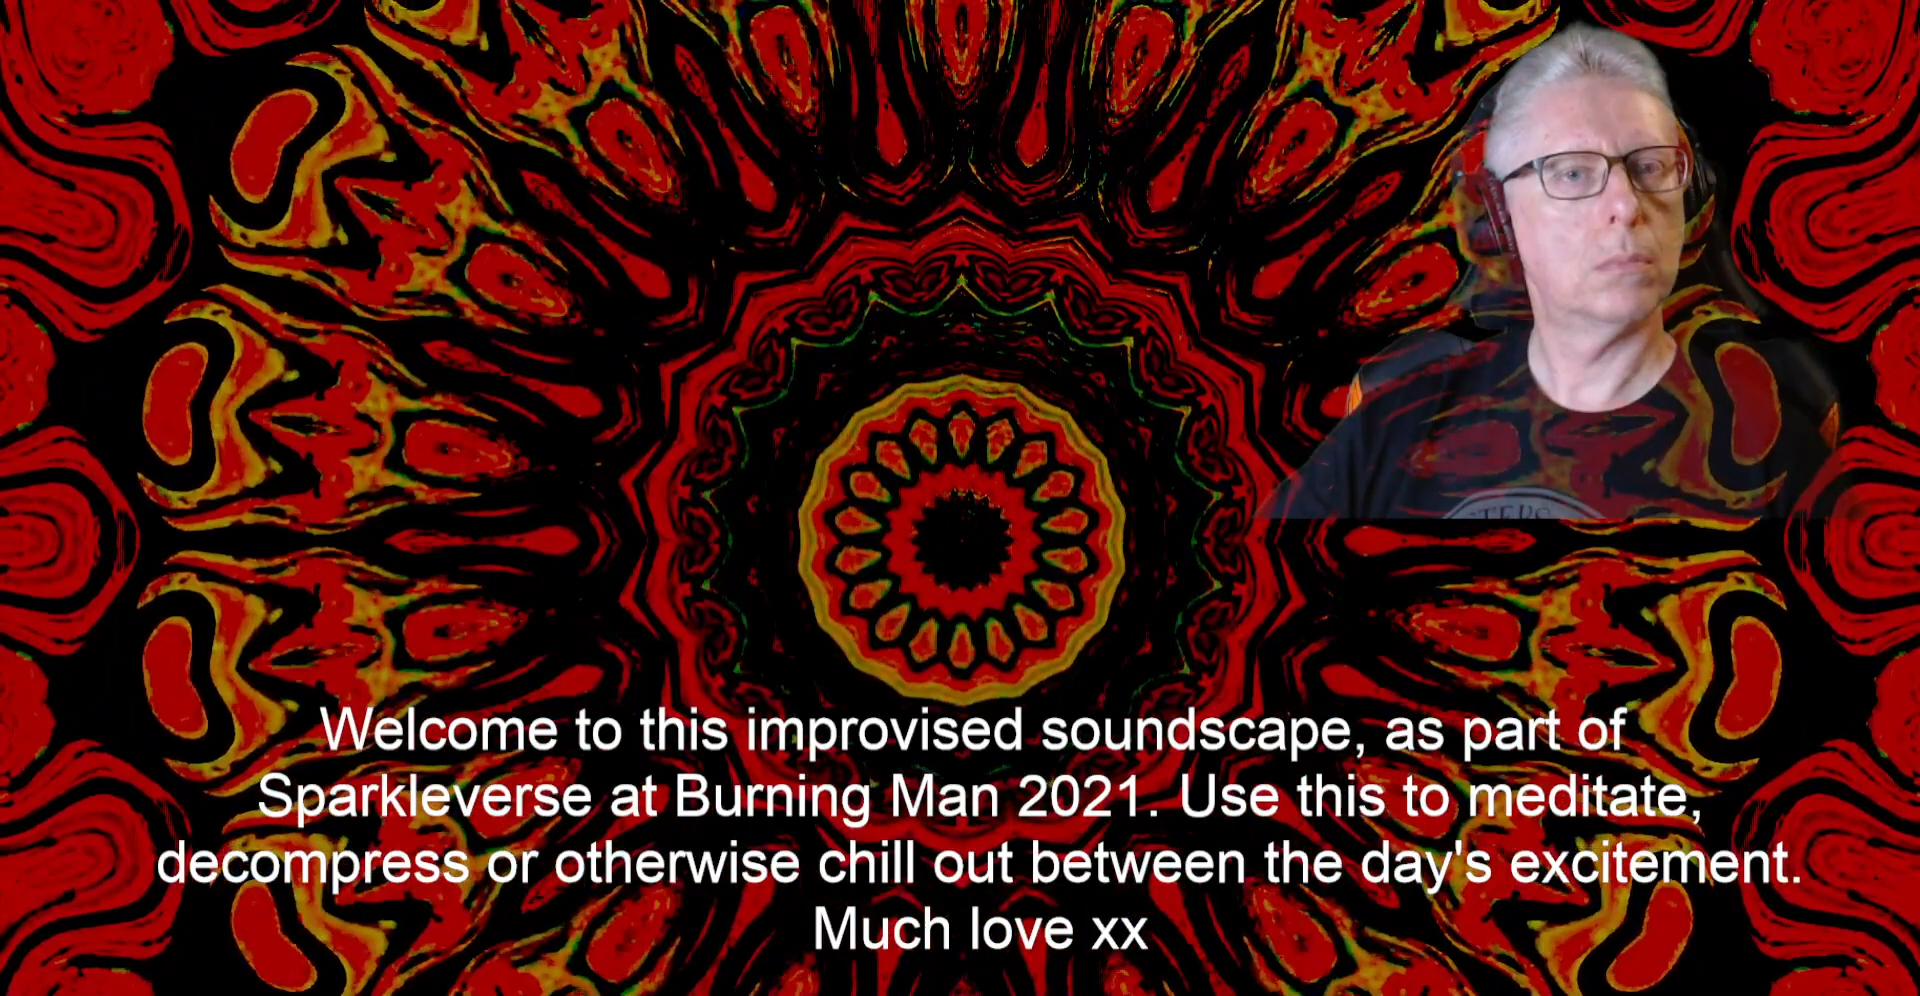 STERS
Welcome to this improvised soundscape, as part of
Sparkleverse at Burning Man 2021. Use this to meditate,
decompress or otherwise chill out between the day's excitement.
Much love xx